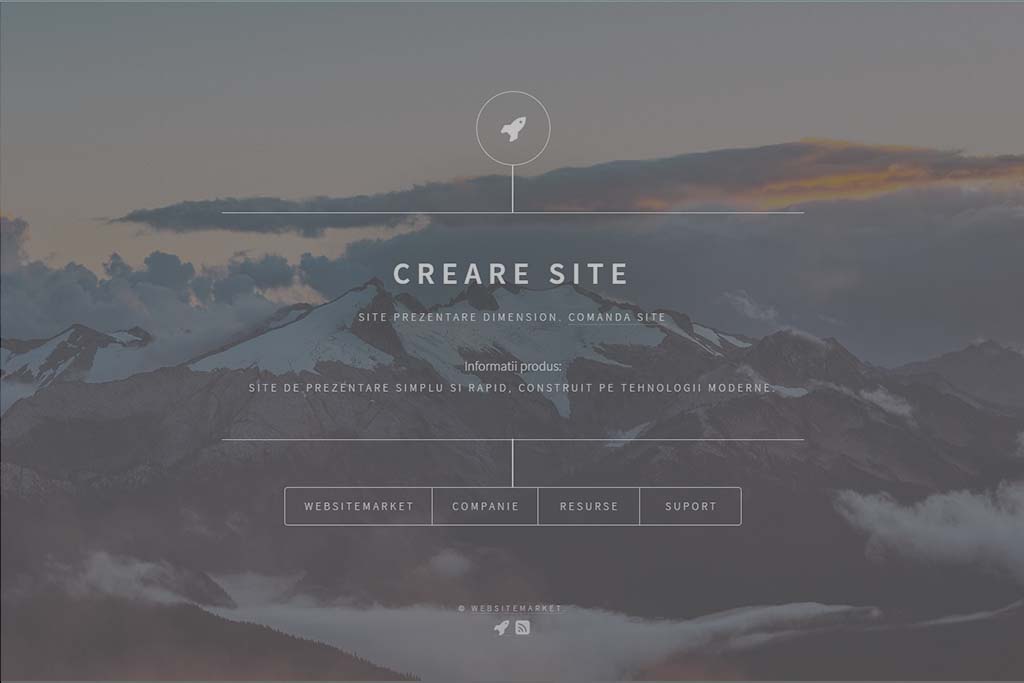 CREARE SITE
SITE PREZENTARE DIMENSION. COMANDA SITE
Informatii produs:
SITE DE PREZENTARE SIMPLU SI RAPID, CONSTRUIT PE TEHNOLOGII MODERNE.
WEBSITEMARKET COMPANIE RESURSE SUPORT
© WEBSITEMARKET.